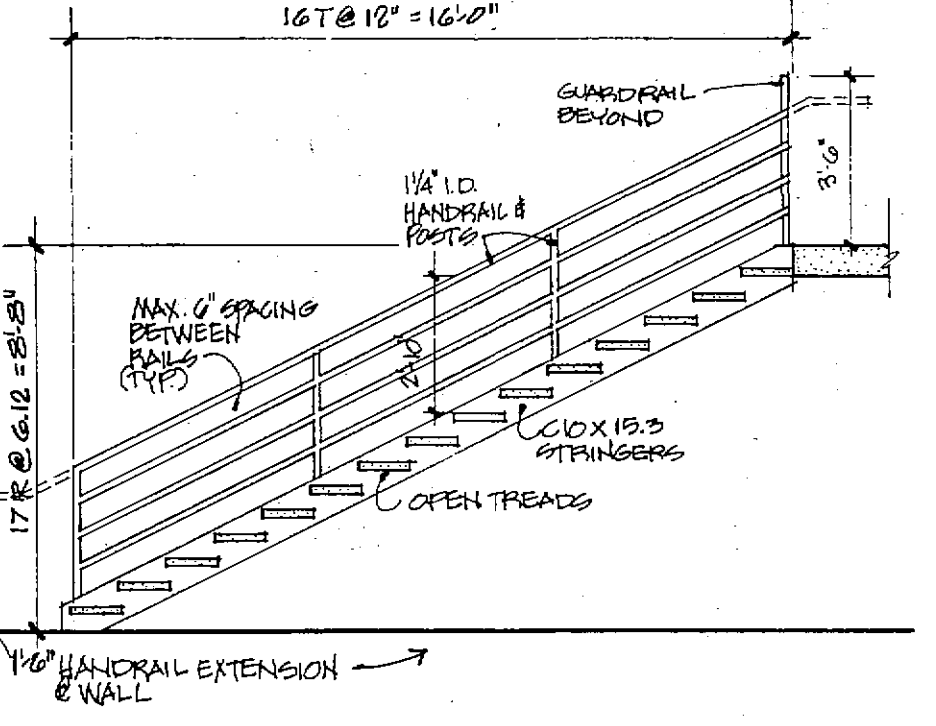 16T@12" = 16'-0"
GUARDRAIL
BEYOND
3'-6"
1¼" I.D.
HANDRAIL &
POSTS
MAX. 6" SPACING
BETWEEN
RAILS
(TYP.)
2'-10"
17 R @ 6.12 = 8'-8"
C10 X 15.3
STRINGERS
OPEN TREADS
1'-6" HANDRAIL EXTENSION
@ WALL